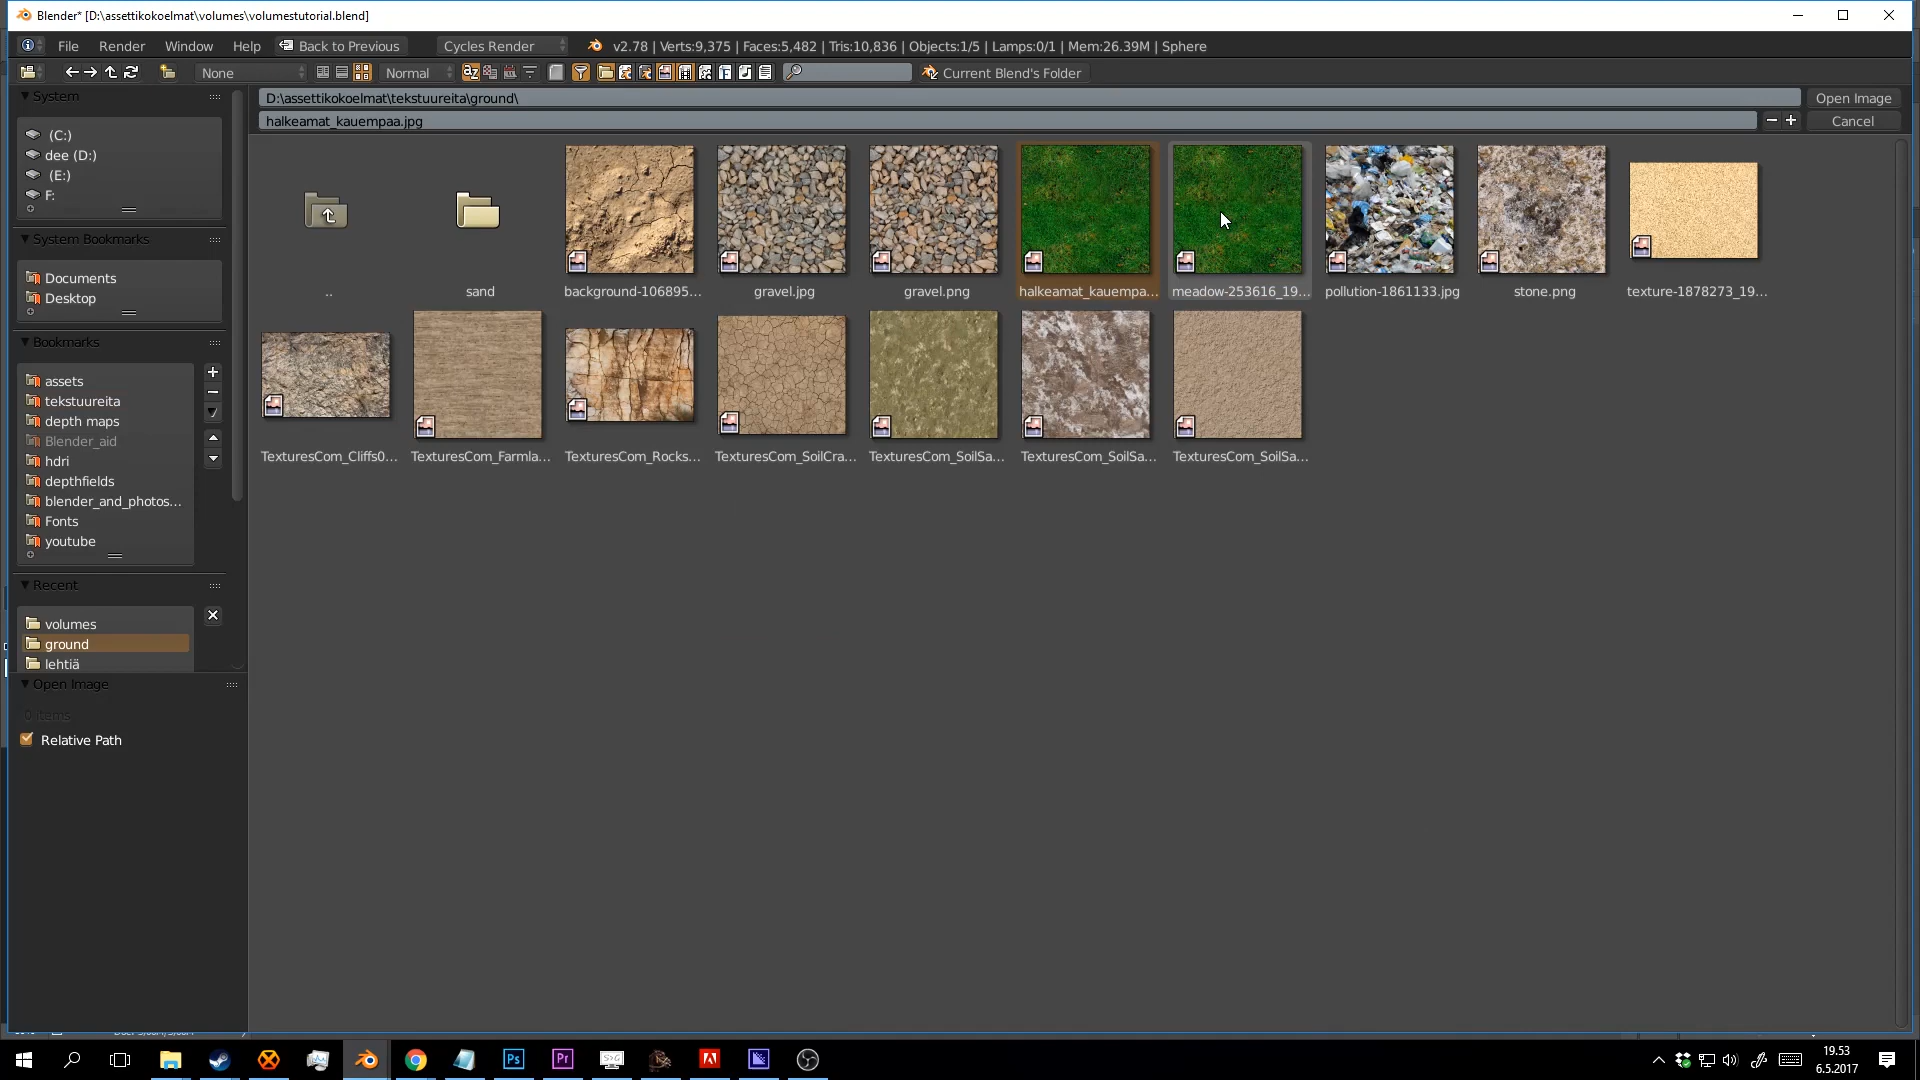 Blender* [D:\assettikokoelmat\volumes\volumestutorial.blend]
File Render Window Help Back to Previous Cycles Render v2.78 | Verts:9,375 | Faces:5,482 | Tris:10,836 | Objects:1/5 | Lamps:0/1 | Mem:26.39M | Sphere
None Normal Current Blend's Folder
System
D:\assettikokoelmat\tekstuureita\ground\ Open Image
halkeamat_kauempaa.jpg Cancel
(C:)
dee (D:)
(E:)
F:
System Bookmarks
Documents
Desktop
Bookmarks
assets
tekstuureita
depth maps
Blender_aid
hdri
depthfields
blender_and_photos...
Fonts
youtube
Recent
volumes
ground
lehtiä
Open Image
0 items
Relative Path
.. sand background-106895... gravel.jpg gravel.png halkeamat_kauempa... meadow-253616_19... pollution-1861133.jpg stone.png texture-1878273_19...
TexturesCom_Cliffs0... TexturesCom_Farmla... TexturesCom_Rocks... TexturesCom_SoilCra... TexturesCom_SoilSa... TexturesCom_SoilSa... TexturesCom_SoilSa...
Ps Pr
19.53
6.5.2017